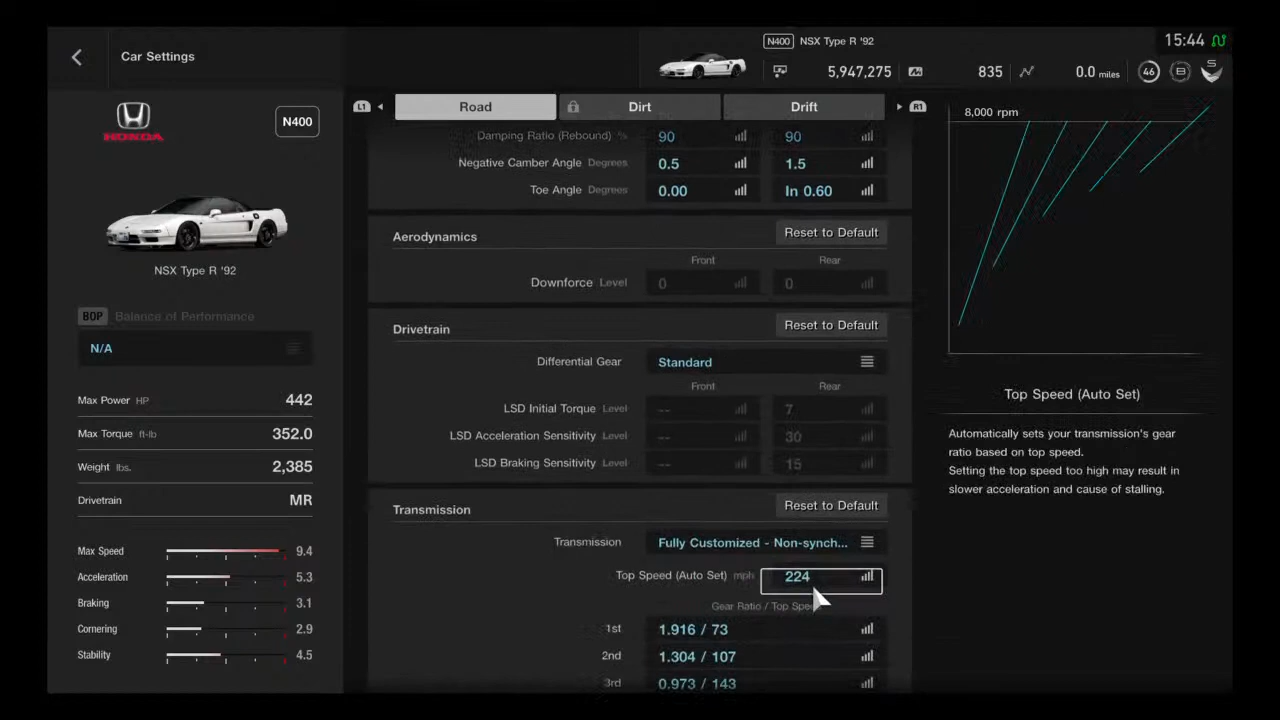 Car Settings
N400 NSX Type R '92
15:44
5,947,275 835 0.0 miles 46 B S
HONDA
N400
NSX Type R '92
BOP Balance of Performance
N/A
Max Power HP 442
Max Torque ft-lb 352.0
Weight lbs. 2,385
Drivetrain MR
Max Speed 9.4
Acceleration 5.3
Braking 3.1
Cornering 2.9
Stability 4.5
L1 Road Dirt Drift R1
Damping Ratio (Rebound) % 90 90
Negative Camber Angle Degrees 0.5 1.5
Toe Angle Degrees 0.00 In 0.60
Aerodynamics Reset to Default
Front Rear
Downforce Level 0 0
Drivetrain Reset to Default
Differential Gear Standard
Front Rear
LSD Initial Torque Level -- 7
LSD Acceleration Sensitivity Level -- 30
LSD Braking Sensitivity Level -- 15
Transmission Reset to Default
Transmission Fully Customized - Non-synch...
Top Speed (Auto Set) mph 224
Gear Ratio / Top
1st 1.916 / 73
2nd 1.304 / 107
3rd 0.973 / 143
8,000 rpm
Top Speed (Auto Set)
Automatically sets your transmission's gear
ratio based on top speed.
Setting the top speed too high may result in
slower acceleration and cause of stalling.